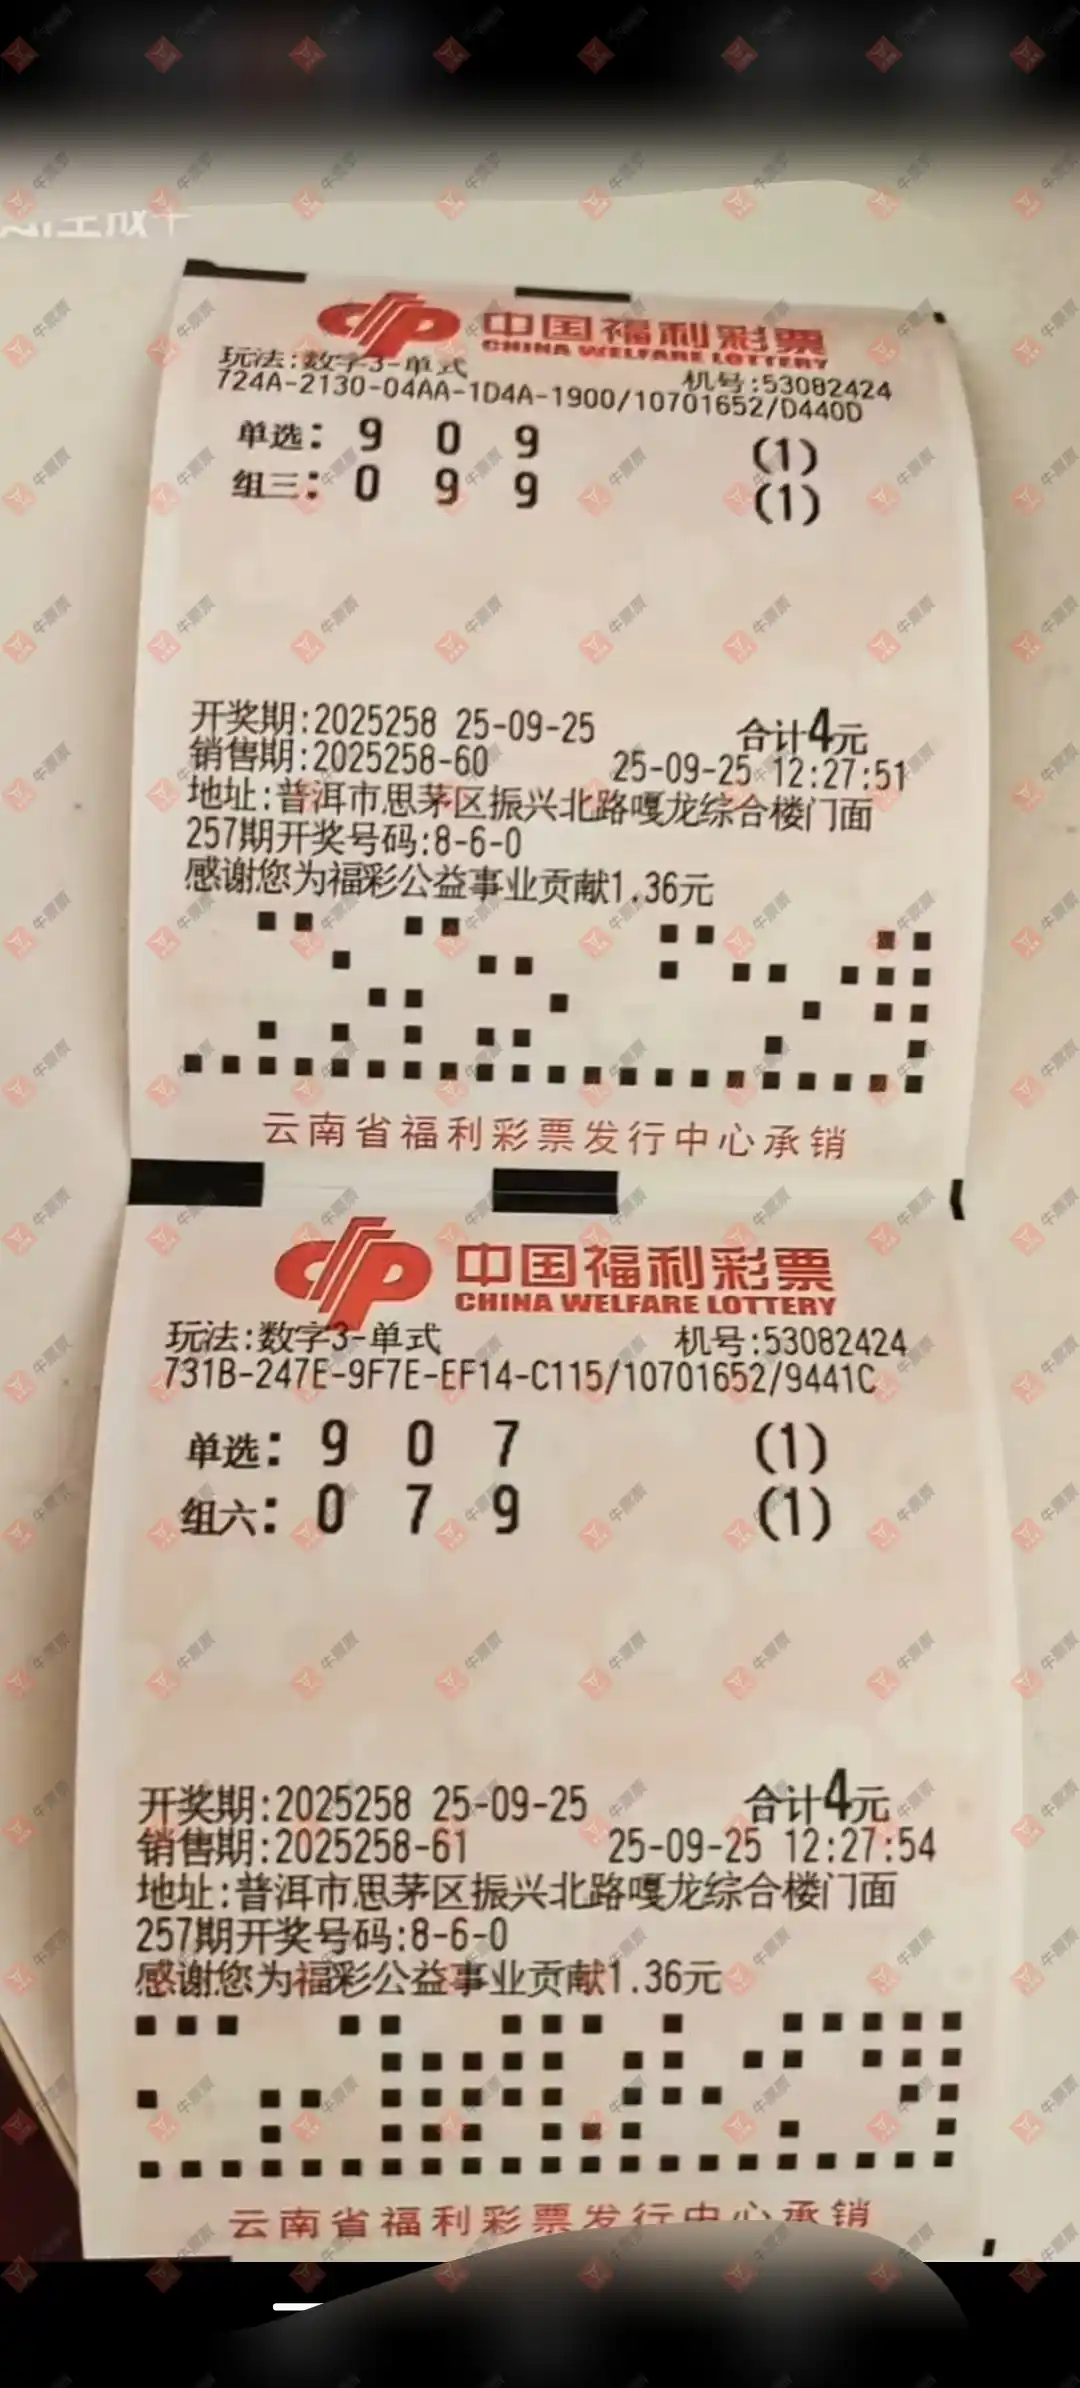 中国福利彩票
CHINA WELFARE LOTTERY
玩法:数字3-单式 机号:53082424
724A-2130-04AA-1D4A-1900/10701652/D440D
单选: 9 0 9 (1)
组三: 0 9 9 (1)
开奖期:2025258 25-09-25 合计4元
销售期:2025258-60 25-09-25 12:27:51
地址:普洱市思茅区振兴北路嘎龙综合楼门面
257期开奖号码:8-6-0
感谢您为福彩公益事业贡献1.36元
云南省福利彩票发行中心承销
中国福利彩票
CHINA WELFARE LOTTERY
玩法:数字3-单式 机号:53082424
731B-247E-9F7E-EF14-C115/10701652/9441C
单选: 9 0 7 (1)
组六: 0 7 9 (1)
开奖期:2025258 25-09-25 合计4元
销售期:2025258-61 25-09-25 12:27:54
地址:普洱市思茅区振兴北路嘎龙综合楼门面
257期开奖号码:8-6-0
感谢您为福彩公益事业贡献1.36元
云南省福利彩票发行中心承销